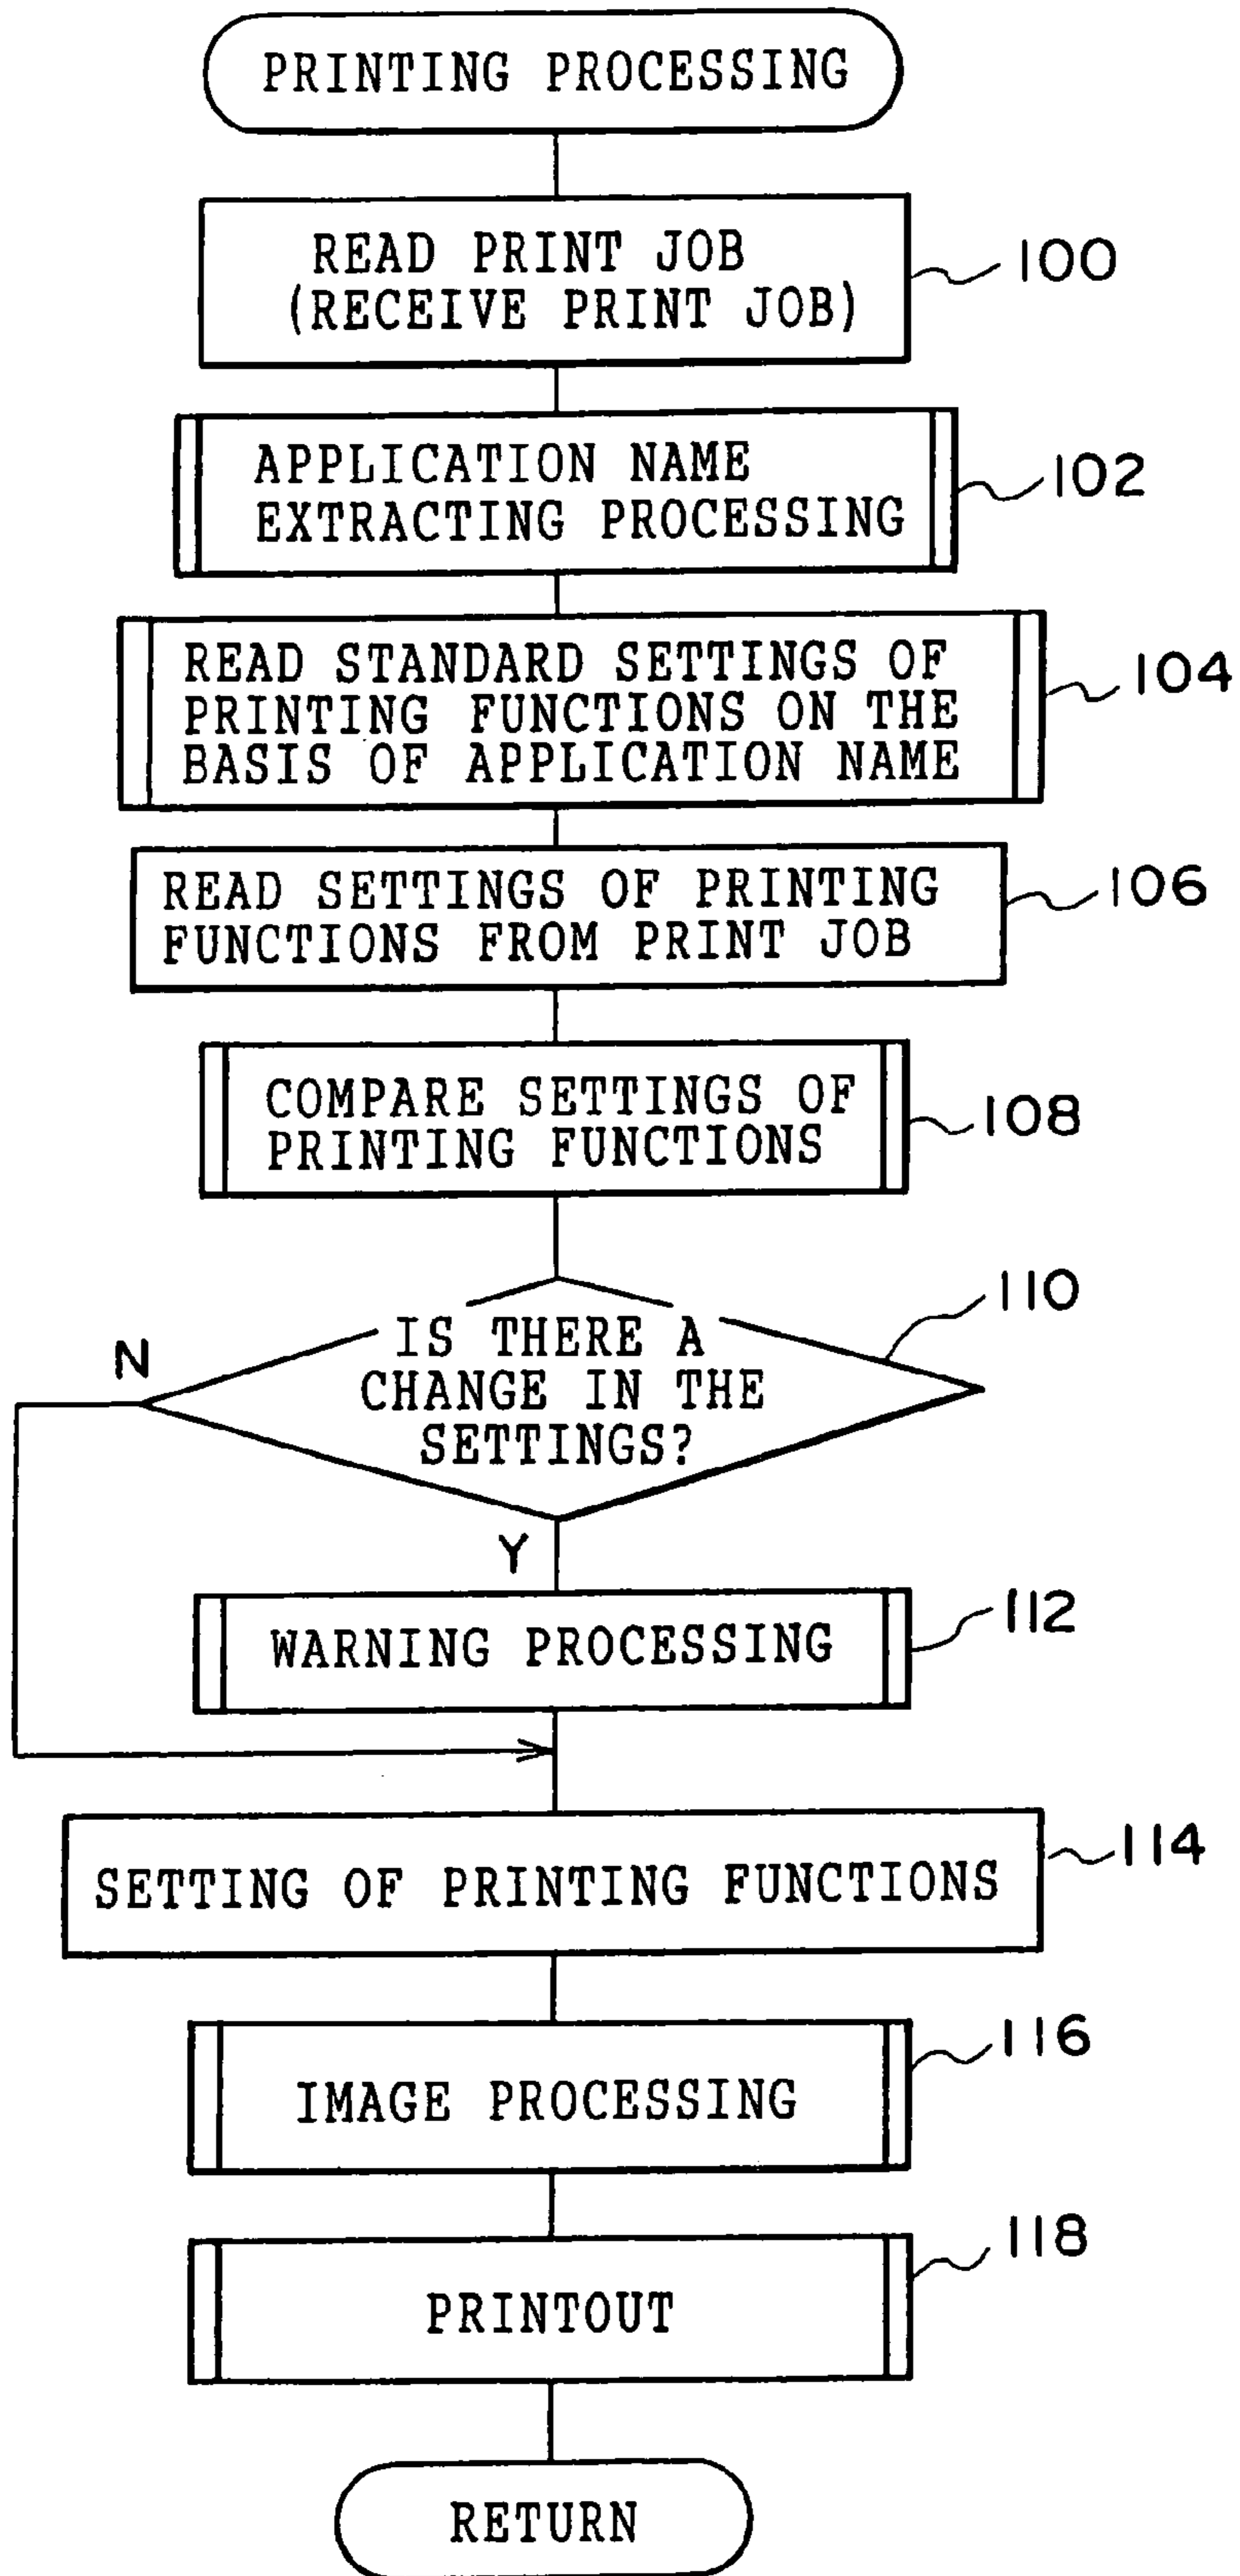 PRINTING PROCESSING
READ PRINT JOB
(RECEIVE PRINT JOB)
100
APPLICATION NAME
EXTRACTING PROCESSING
102
READ STANDARD SETTINGS OF
PRINTING FUNCTIONS ON THE
BASIS OF APPLICATION NAME
104
READ SETTINGS OF PRINTING
FUNCTIONS FROM PRINT JOB
106
COMPARE SETTINGS OF
PRINTING FUNCTIONS
108
110
IS THERE A
CHANGE IN THE
SETTINGS?
N
Y
WARNING PROCESSING
112
SETTING OF PRINTING FUNCTIONS
114
IMAGE PROCESSING
116
PRINTOUT
118
RETURN